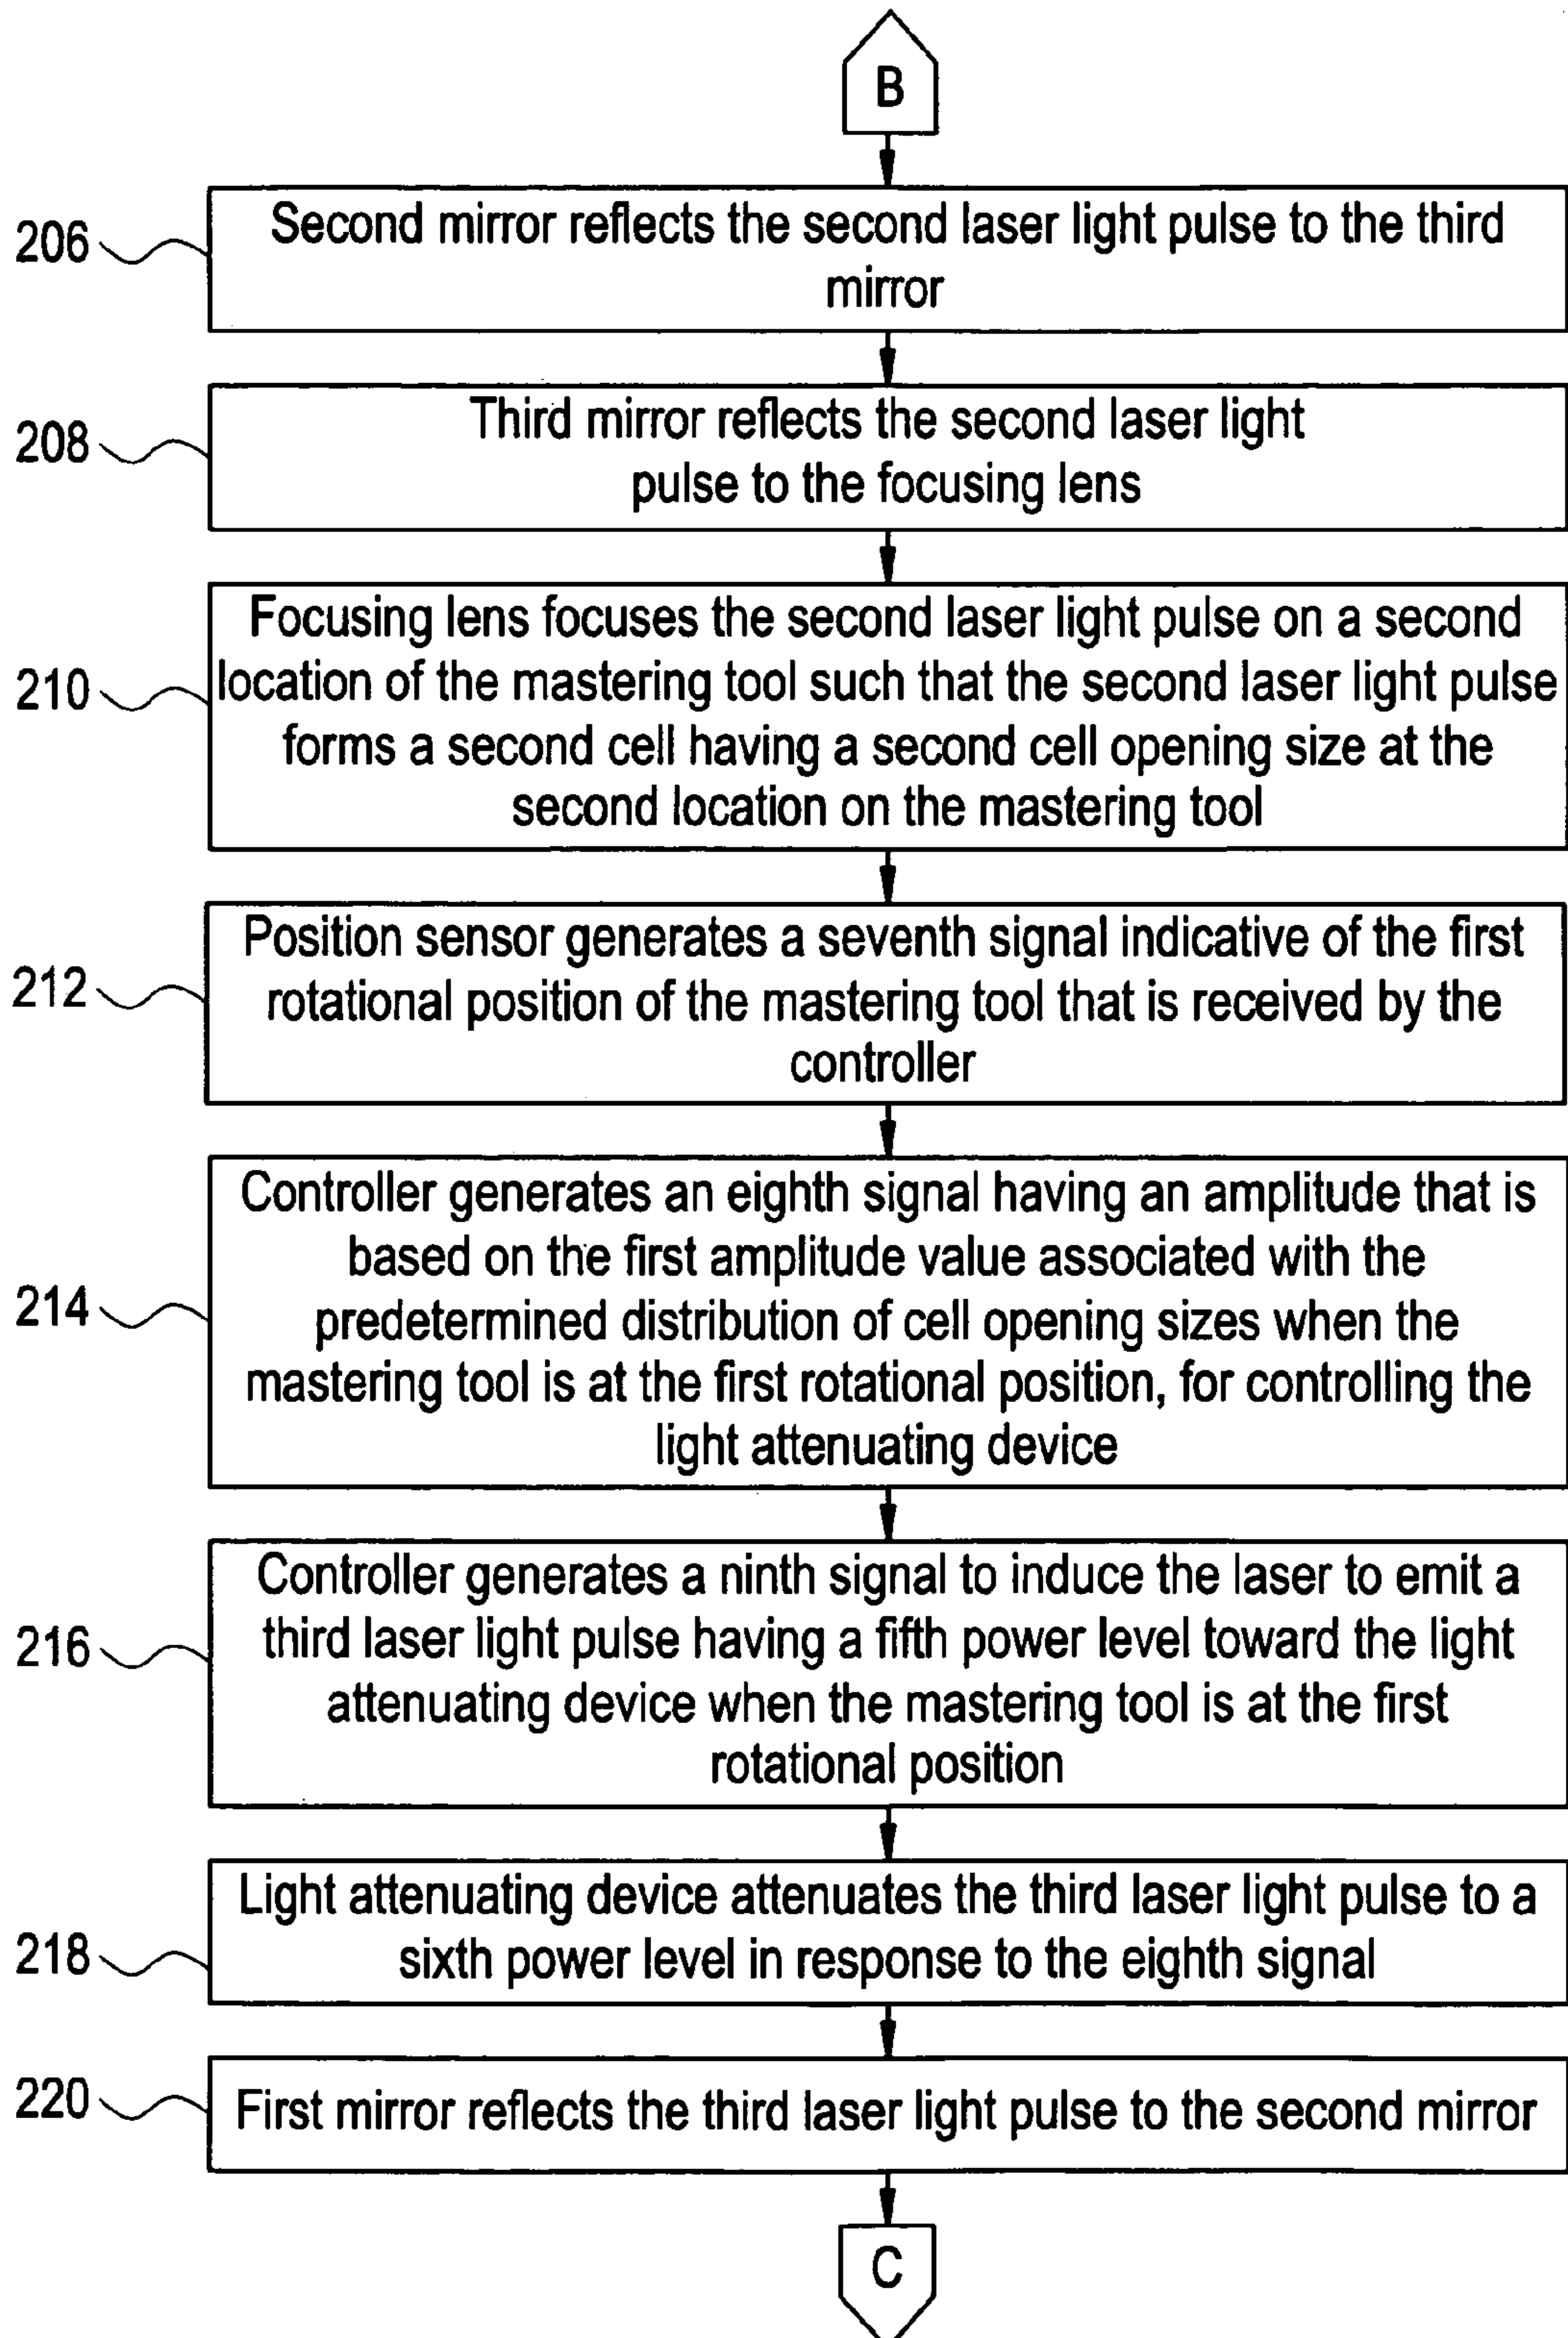 B
206
Second mirror reflects the second laser light pulse to the third
mirror
208
Third mirror reflects the second laser light
pulse to the focusing lens
210
Focusing lens focuses the second laser light pulse on a second
location of the mastering tool such that the second laser light pulse
forms a second cell having a second cell opening size at the
second location on the mastering tool
212
Position sensor generates a seventh signal indicative of the first
rotational position of the mastering tool that is received by the
controller
214
Controller generates an eighth signal having an amplitude that is
based on the first amplitude value associated with the
predetermined distribution of cell opening sizes when the
mastering tool is at the first rotational position, for controlling the
light attenuating device
216
Controller generates a ninth signal to induce the laser to emit a
third laser light pulse having a fifth power level toward the light
attenuating device when the mastering tool is at the first
rotational position
218
Light attenuating device attenuates the third laser light pulse to a
sixth power level in response to the eighth signal
220
First mirror reflects the third laser light pulse to the second mirror
C